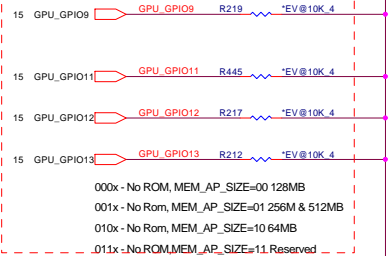 15 GPU_GPIO9 GPU_GPIO9 R219 *EV@10K_4
15 GPU_GPIO11 GPU_GPIO11 R445 *EV@10K_4
15 GPU_GPIO12 GPU_GPIO12 R217 *EV@10K_4
15 GPU_GPIO13 GPU_GPIO13 R212 *EV@10K_4
000x - No ROM, MEM_AP_SIZE=00 128MB
001x - No Rom, MEM_AP_SIZE=01 256M & 512MB
010x - No Rom, MEM_AP_SIZE=10 64MB
011x - No ROM,MEM_AP_SIZE=11 Reserved